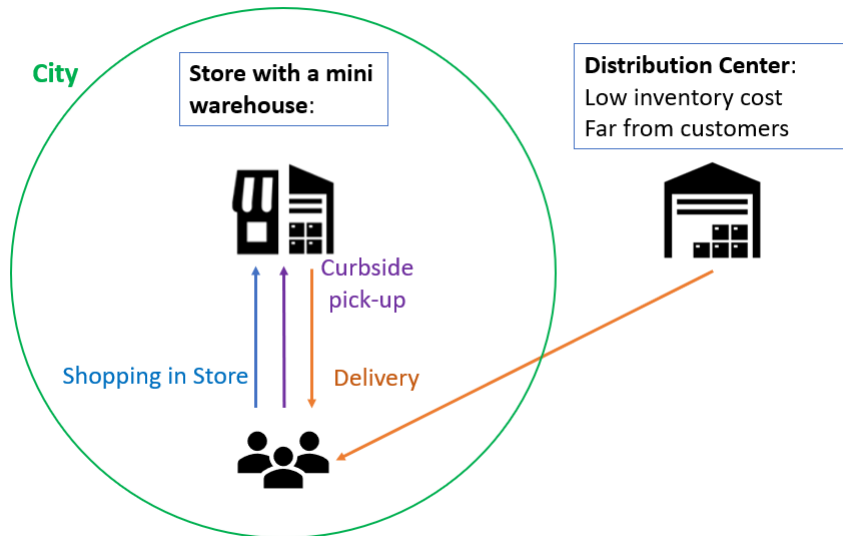 City
Store with a mini
warehouse:
Distribution Center:
Low inventory cost
Far from customers
Curbside
pick-up
Shopping in Store
Delivery